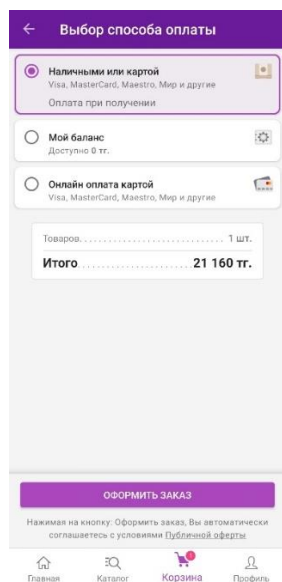 Выбор способа оплаты
Наличными или картой
Visa, MasterCard, Maestro, Мир и другие
Оплата при получении
Мой баланс
Доступно 0 тг.
Онлайн оплата картой
Visa, MasterCard, Maestro, Мир и другие
Товаров.............................. 1 шт.
Итого........................21 160 тг.
ОФОРМИТЬ ЗАКАЗ
Нажимая на кнопку: Оформить заказ, Вы автоматически
соглашаетесь с условиями Публичной оферты
1
Главная Каталог Корзина Профиль